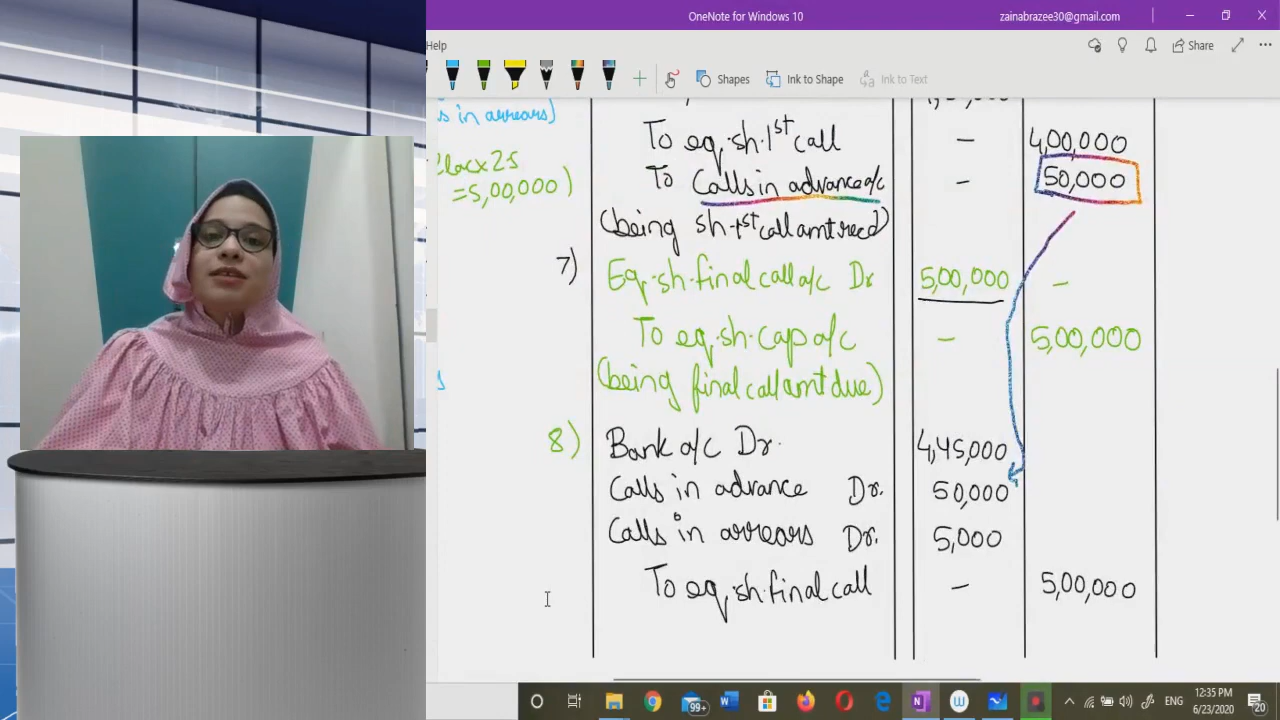 OneNote for Windows 10
zainabrazee30@gmail.com
Help
Share
Shapes
Ink to Shape
Ink to Text
in arrears)
To eq.sh.1st call - 4,00,000
=5,00,000)
To Calls in advance a/c - 50,000
(being sh.1st call amt recd)
7) Eq.sh.final call a/c Dr 5,00,000 -
To eq.sh.cap a/c - 5,00,000
(being final call amt due)
8) Bank a/c Dr. 4,45,000
Calls in advance Dr. 50,000
Calls in arrears Dr. 5,000
To eq.sh.final call - 5,00,000
99+
ENG
12:35 PM
6/23/2020
20